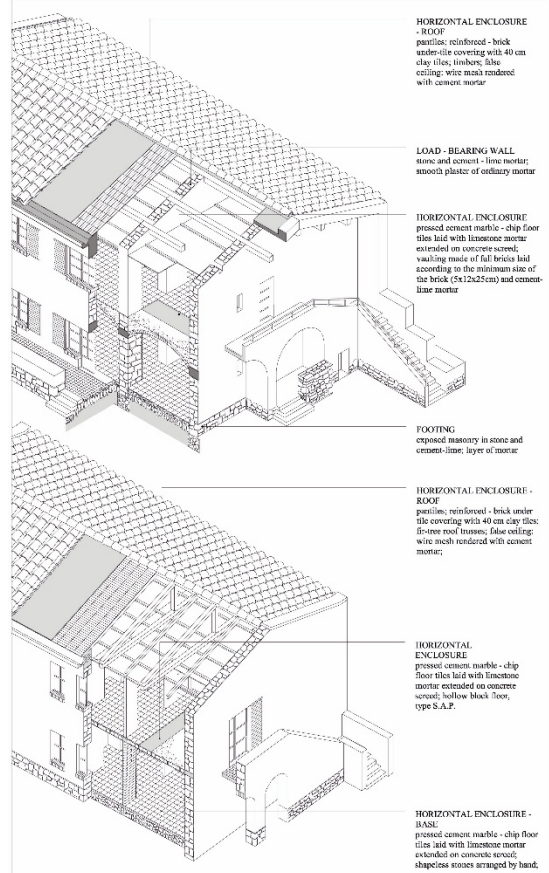 HORIZONTAL ENCLOSURE
- ROOF
pantiles; reinforced - brick
under-tile covering with 40 cm
clay tiles; timbers; false
ceiling: wire mesh rendered
with cement mortar
LOAD - BEARING WALL
stone and cement - lime mortar;
smooth plaster of ordinary mortar
HORIZONTAL ENCLOSURE
pressed cement marble - chip floor
tiles laid with limestone mortar
extended on concrete screed;
vaulting made of full bricks laid
according to the minimum size of
the brick (5x12x25cm) and cement-
lime mortar
FOOTING
exposed masonry in stone and
cement-lime; layer of mortar
HORIZONTAL ENCLOSURE -
ROOF
pantiles; reinforced - brick under
tile covering with 40 cm clay tiles;
fir-tree roof trusses; false ceiling:
wire mesh rendered with cement
mortar;
HORIZONTAL
ENCLOSURE
pressed cement marble - chip
floor tiles laid with limestone
mortar extended on concrete
screed; hollow block floor,
type S.A.P.
HORIZONTAL ENCLOSURE -
BASE
pressed cement marble - chip floor
tiles laid with limestone mortar
extended on concrete screed;
shapeless stones arranged by hand;